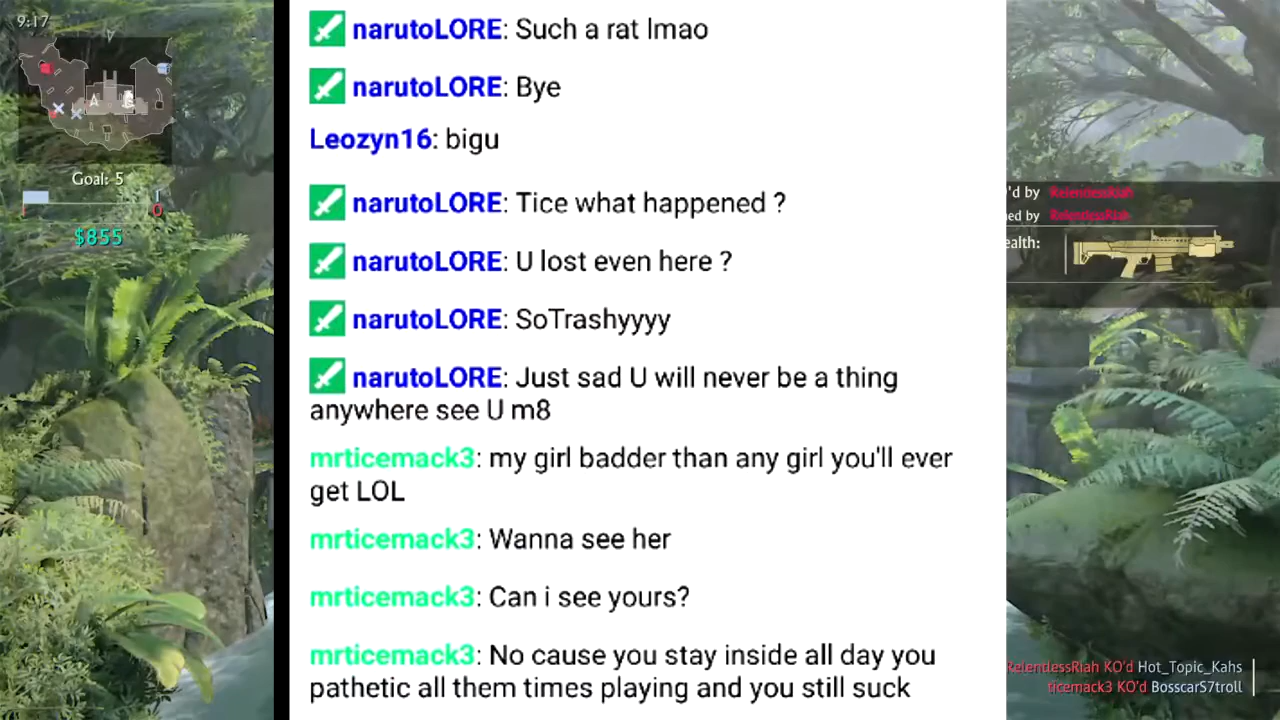 9:17
A
Goal: 5
1
0
$855
narutoLORE: Such a rat lmao
narutoLORE: Bye
Leozyn16: bigu
narutoLORE: Tice what happened ?
narutoLORE: U lost even here ?
narutoLORE: SoTrashyyyy
narutoLORE: Just sad U will never be a thing
anywhere see U m8
mrticemack3: my girl badder than any girl you'll ever
get LOL
mrticemack3: Wanna see her
mrticemack3: Can i see yours?
mrticemack3: No cause you stay inside all day you
pathetic all them times playing and you still suck
'd by RelentlessRiah
ned by RelentlessRiah
ealth:
RelentlessRiah KO'd Hot_Topic_Kahs
ticemack3 KO'd BosscarS7troll